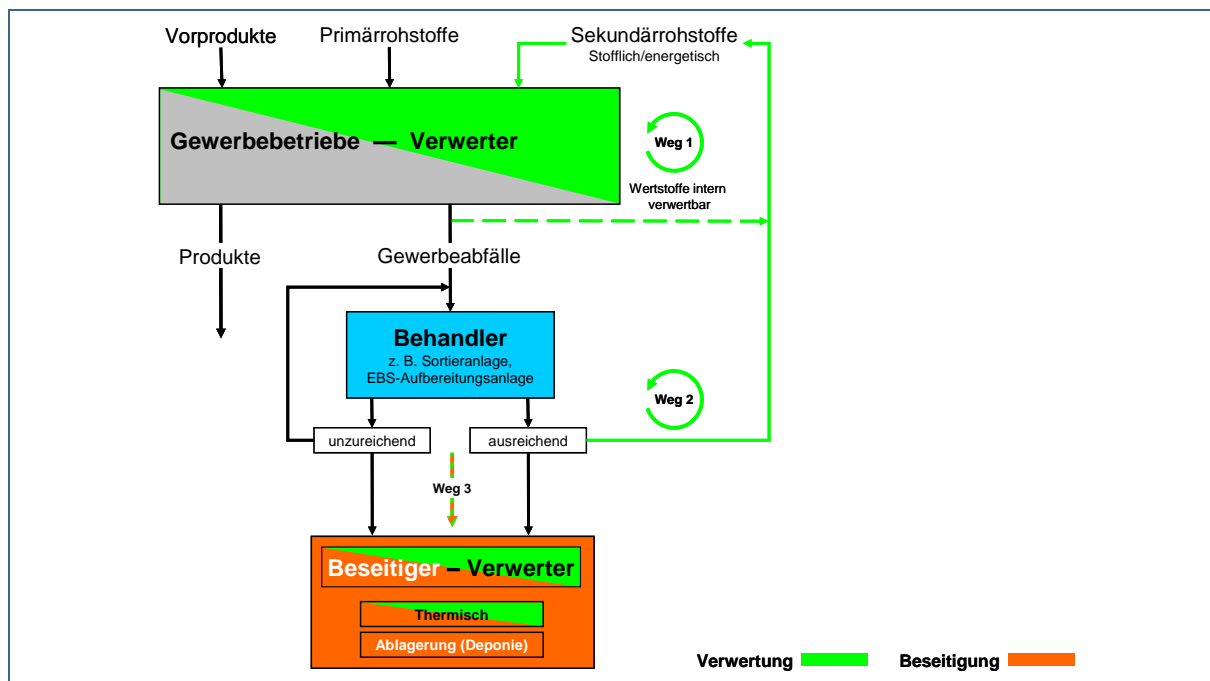 Vorprodukte
Primärrohstoffe
Sekundärrohstoffe
Stofflich/energetisch
Gewerbebetriebe — Verwerter
Weg 1
Wertstoffe intern
verwertbar
Produkte
Gewerbeabfälle
Behandler
z. B. Sortieranlage,
EBS-Aufbereitungsanlage
Weg 2
unzureichend
ausreichend
Weg 3
Beseitiger – Verwerter
Thermisch
Ablagerung (Deponie)
Verwertung
Beseitigung